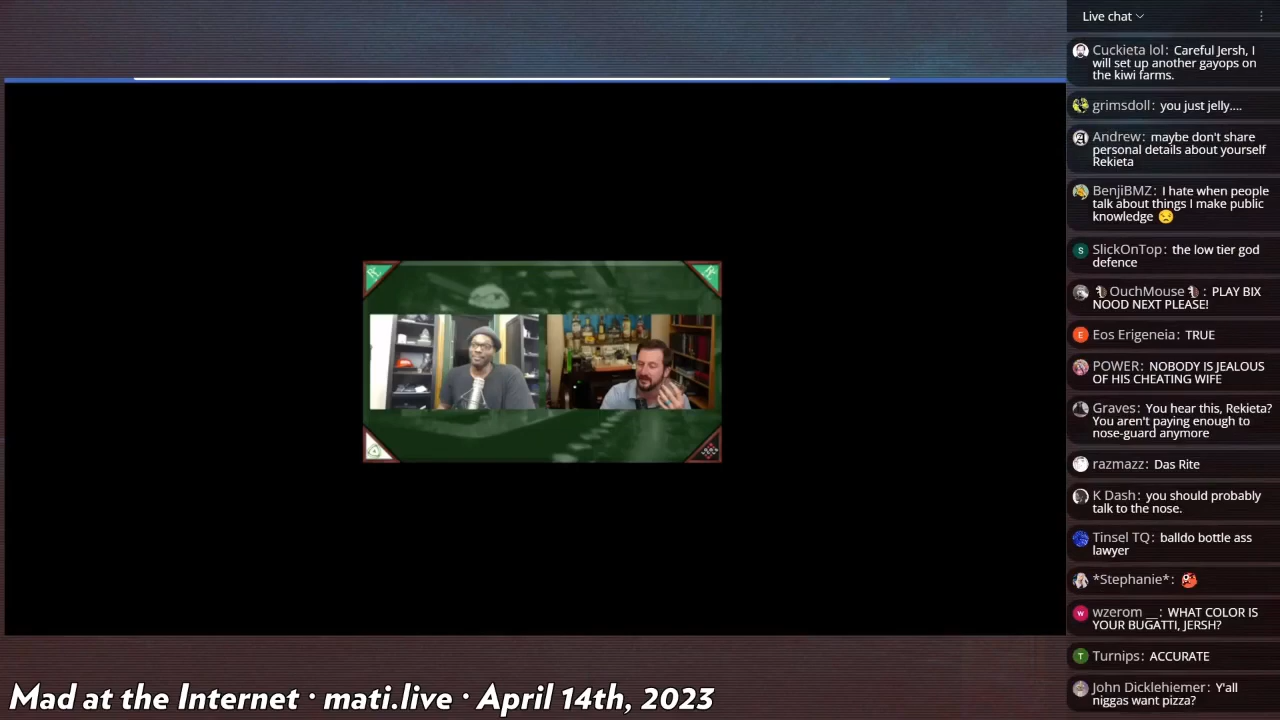 Live chat
Cuckieta lol: Careful Jersh, I
will set up another gayops on
the kiwi farms.
grimsdoll: you just jelly....
Andrew: maybe don't share
personal details about yourself
Rekieta
BenjiBMZ: I hate when people
talk about things I make public
knowledge 😒
S
SlickOnTop: the low tier god
defence
OuchMouse: PLAY BIX
NOOD NEXT PLEASE!
E
Eos Erigeneia: TRUE
POWER: NOBODY IS JEALOUS
OF HIS CHEATING WIFE
Graves: You hear this, Rekieta?
You aren't paying enough to
nose-guard anymore
razmazz: Das Rite
K Dash: you should probably
talk to the nose.
Tinsel TQ: balldo bottle ass
lawyer
*Stephanie*:
w
wzerom__: WHAT COLOR IS
YOUR BUGATTI, JERSH?
T
Turnips: ACCURATE
John Dicklehiemer: Y'all
niggas want pizza?
Mad at the Internet · mati.live · April 14th, 2023